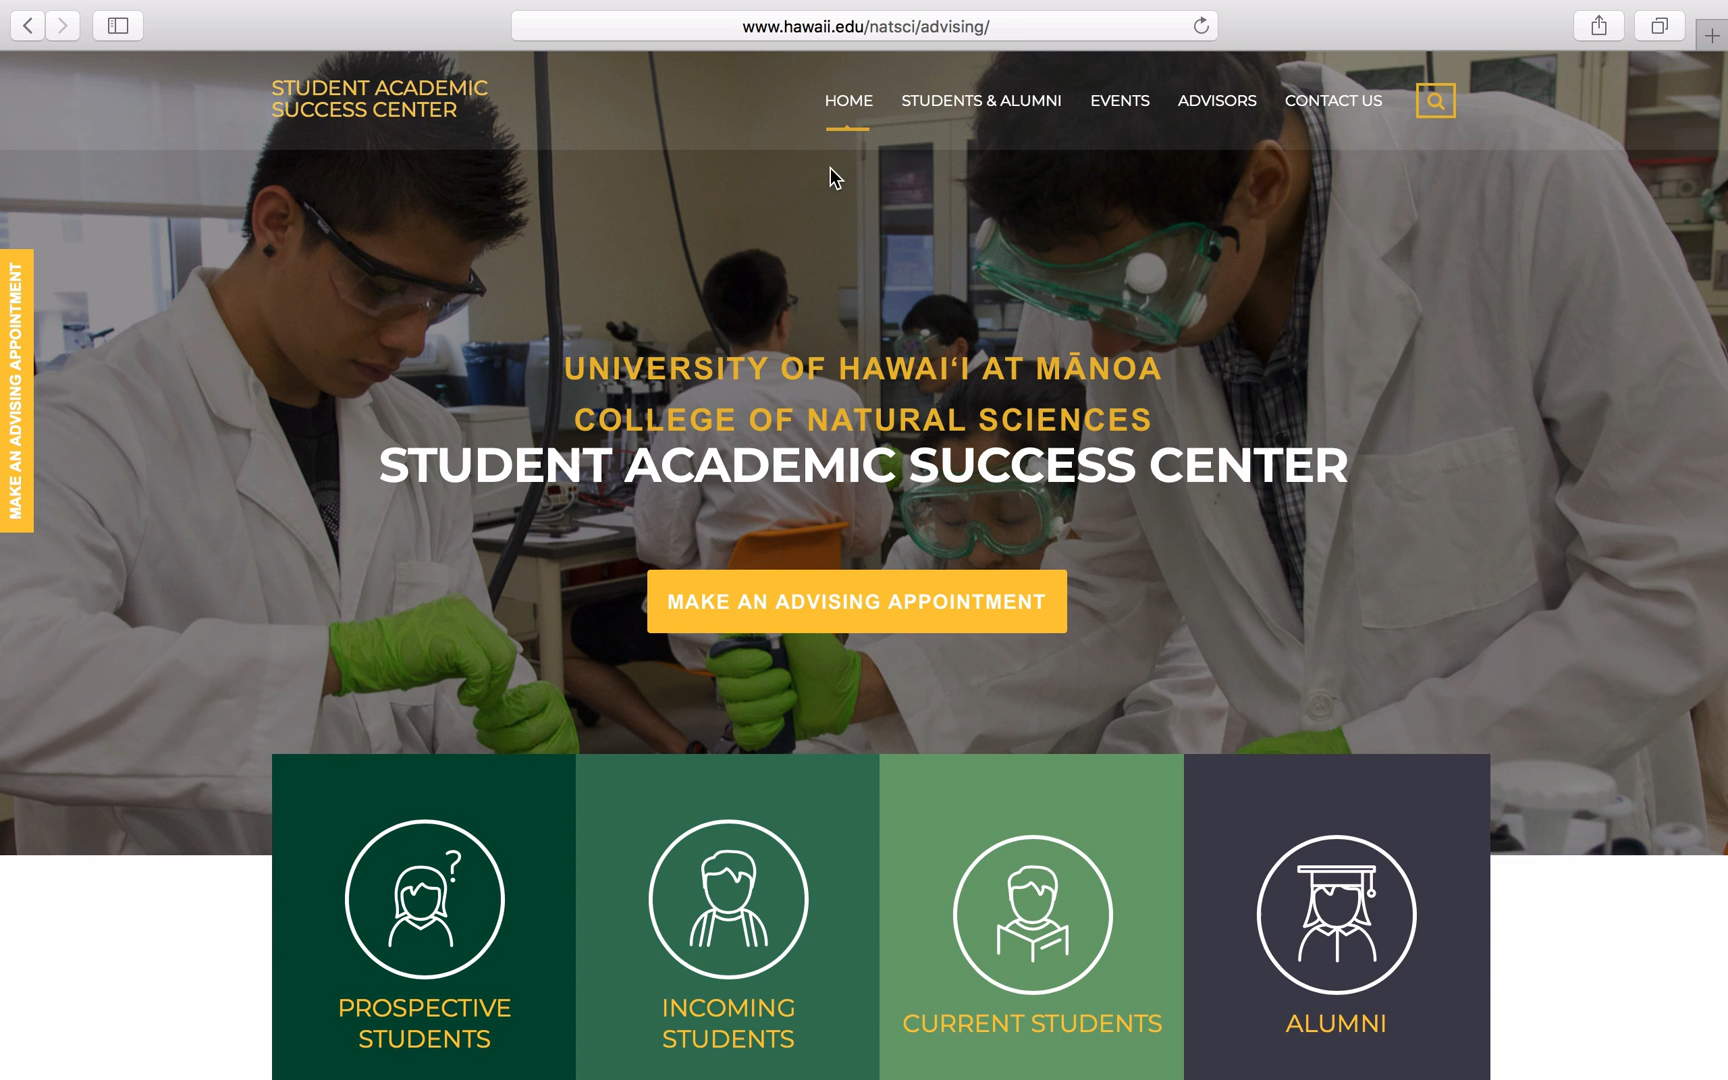 www.hawaii.edu/natsci/advising/
STUDENT ACADEMIC
SUCCESS CENTER
HOME
STUDENTS & ALUMNI
EVENTS
ADVISORS
CONTACT US
MAKE AN ADVISING APPOINTMENT
UNIVERSITY OF HAWAIʻI AT MĀNOA
COLLEGE OF NATURAL SCIENCES
STUDENT ACADEMIC SUCCESS CENTER
MAKE AN ADVISING APPOINTMENT
?
PROSPECTIVE
STUDENTS
INCOMING
STUDENTS
CURRENT STUDENTS
ALUMNI